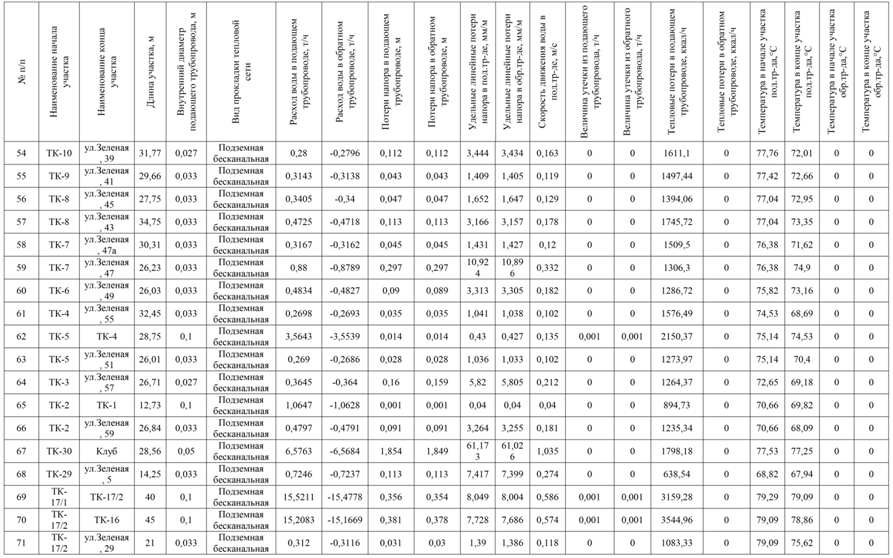 № п/п | Наименование начала участка | Наименование конца участка | Длина участка, м | Внутренний диаметр подающего трубопровода, м | Вид прокладки тепловой сети | Расход воды в подающем трубопроводе, т/ч | Расход воды в обратном трубопроводе, т/ч | Потери напора в подающем трубопроводе, м | Потери напора в обратном трубопроводе, м | Удельные линейные потери напора в под.тр-де, мм/м | Удельные линейные потери напора в обр.тр-де, мм/м | Скорость движения воды в под.тр-де, м/с | Величина утечки из подающего трубопровода, т/ч | Величина утечки из обратного трубопровода, т/ч | Тепловые потери в подающем трубопроводе, ккал/ч | Тепловые потери в обратном трубопроводе, ккал/ч | Температура в начале участка под.тр-да,°С | Температура в конце участка под.тр-да,°С | Температура в начале участка обр.тр-да,°С | Температура в конце участка обр.тр-да,°С
54 | ТК-10 | ул.Зеленая, 39 | 31,77 | 0,027 | Подземная бесканальная | 0,28 | -0,2796 | 0,112 | 0,112 | 3,444 | 3,434 | 0,163 | 0 | 0 | 1611,1 | 0 | 77,76 | 72,01 | 0 | 0
55 | ТК-9 | ул.Зеленая, 41 | 29,66 | 0,033 | Подземная бесканальная | 0,3143 | -0,3138 | 0,043 | 0,043 | 1,409 | 1,405 | 0,119 | 0 | 0 | 1497,44 | 0 | 77,42 | 72,66 | 0 | 0
56 | ТК-8 | ул.Зеленая, 45 | 27,75 | 0,033 | Подземная бесканальная | 0,3405 | -0,34 | 0,047 | 0,047 | 1,652 | 1,647 | 0,129 | 0 | 0 | 1394,06 | 0 | 77,04 | 72,95 | 0 | 0
57 | ТК-8 | ул.Зеленая, 43 | 34,75 | 0,033 | Подземная бесканальная | 0,4725 | -0,4718 | 0,113 | 0,113 | 3,166 | 3,157 | 0,178 | 0 | 0 | 1745,72 | 0 | 77,04 | 73,35 | 0 | 0
58 | ТК-7 | ул.Зеленая, 47а | 30,31 | 0,033 | Подземная бесканальная | 0,3167 | -0,3162 | 0,045 | 0,045 | 1,431 | 1,427 | 0,12 | 0 | 0 | 1509,5 | 0 | 76,38 | 71,62 | 0 | 0
59 | ТК-7 | ул.Зеленая, 47 | 26,23 | 0,033 | Подземная бесканальная | 0,88 | -0,8789 | 0,297 | 0,297 | 10,924 | 10,896 | 0,332 | 0 | 0 | 1306,3 | 0 | 76,38 | 74,9 | 0 | 0
60 | ТК-6 | ул.Зеленая, 49 | 26,03 | 0,033 | Подземная бесканальная | 0,4834 | -0,4827 | 0,09 | 0,089 | 3,313 | 3,305 | 0,182 | 0 | 0 | 1286,72 | 0 | 75,82 | 73,16 | 0 | 0
61 | ТК-4 | ул.Зеленая, 55 | 32,45 | 0,033 | Подземная бесканальная | 0,2698 | -0,2693 | 0,035 | 0,035 | 1,041 | 1,038 | 0,102 | 0 | 0 | 1576,49 | 0 | 74,53 | 68,69 | 0 | 0
62 | ТК-5 | ТК-4 | 28,75 | 0,1 | Подземная бесканальная | 3,5643 | -3,5539 | 0,014 | 0,014 | 0,43 | 0,427 | 0,135 | 0,001 | 0,001 | 2150,37 | 0 | 75,14 | 74,53 | 0 | 0
63 | ТК-5 | ул.Зеленая, 51 | 26,01 | 0,033 | Подземная бесканальная | 0,269 | -0,2686 | 0,028 | 0,028 | 1,036 | 1,033 | 0,102 | 0 | 0 | 1273,97 | 0 | 75,14 | 70,4 | 0 | 0
64 | ТК-3 | ул.Зеленая, 57 | 26,71 | 0,027 | Подземная бесканальная | 0,3645 | -0,364 | 0,16 | 0,159 | 5,82 | 5,805 | 0,212 | 0 | 0 | 1264,37 | 0 | 72,65 | 69,18 | 0 | 0
65 | ТК-2 | ТК-1 | 12,73 | 0,1 | Подземная бесканальная | 1,0647 | -1,0628 | 0,001 | 0,001 | 0,04 | 0,04 | 0,04 | 0 | 0 | 894,73 | 0 | 70,66 | 69,82 | 0 | 0
66 | ТК-2 | ул.Зеленая, 59 | 26,84 | 0,033 | Подземная бесканальная | 0,4797 | -0,4791 | 0,091 | 0,091 | 3,264 | 3,255 | 0,181 | 0 | 0 | 1235,34 | 0 | 70,66 | 68,09 | 0 | 0
67 | ТК-30 | Клуб | 28,56 | 0,05 | Подземная бесканальная | 6,5763 | -6,5684 | 1,854 | 1,849 | 61,173 | 61,026 | 1,035 | 0 | 0 | 1798,18 | 0 | 77,53 | 77,25 | 0 | 0
68 | ТК-29 | ул.Зеленая, 5 | 14,25 | 0,033 | Подземная бесканальная | 0,7246 | -0,7237 | 0,113 | 0,113 | 7,417 | 7,399 | 0,274 | 0 | 0 | 638,54 | 0 | 68,82 | 67,94 | 0 | 0
69 | ТК-17/1 | ТК-17/2 | 40 | 0,1 | Подземная бесканальная | 15,5211 | -15,4778 | 0,356 | 0,354 | 8,049 | 8,004 | 0,586 | 0,001 | 0,001 | 3159,28 | 0 | 79,29 | 79,09 | 0 | 0
70 | ТК-17/2 | ТК-16 | 45 | 0,1 | Подземная бесканальная | 15,2083 | -15,1669 | 0,381 | 0,378 | 7,728 | 7,686 | 0,574 | 0,001 | 0,001 | 3544,96 | 0 | 79,09 | 78,86 | 0 | 0
71 | ТК-17/2 | ул.Зеленая, 29 | 21 | 0,033 | Подземная бесканальная | 0,312 | -0,3116 | 0,031 | 0,03 | 1,39 | 1,386 | 0,118 | 0 | 0 | 1083,33 | 0 | 79,09 | 75,62 | 0 | 0